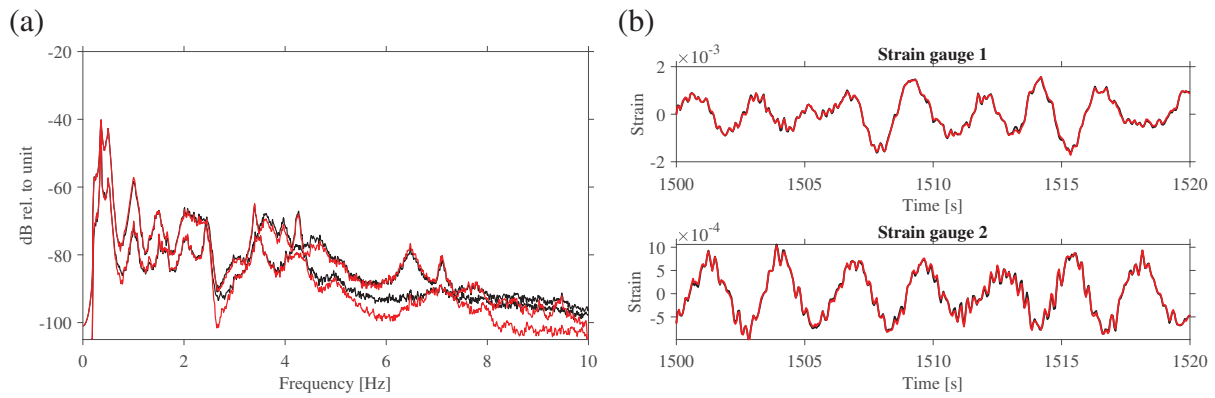 (a)
-20
-40
-60
-80
-100
dB rel. to unit
0 2 4 6 8 10
Frequency [Hz]
(b)
×10⁻³
Strain gauge 1
2
0
-2
Strain
1500 1505 1510 1515 1520
Time [s]
×10⁻⁴
Strain gauge 2
10
5
0
-5
Strain
1500 1505 1510 1515 1520
Time [s]